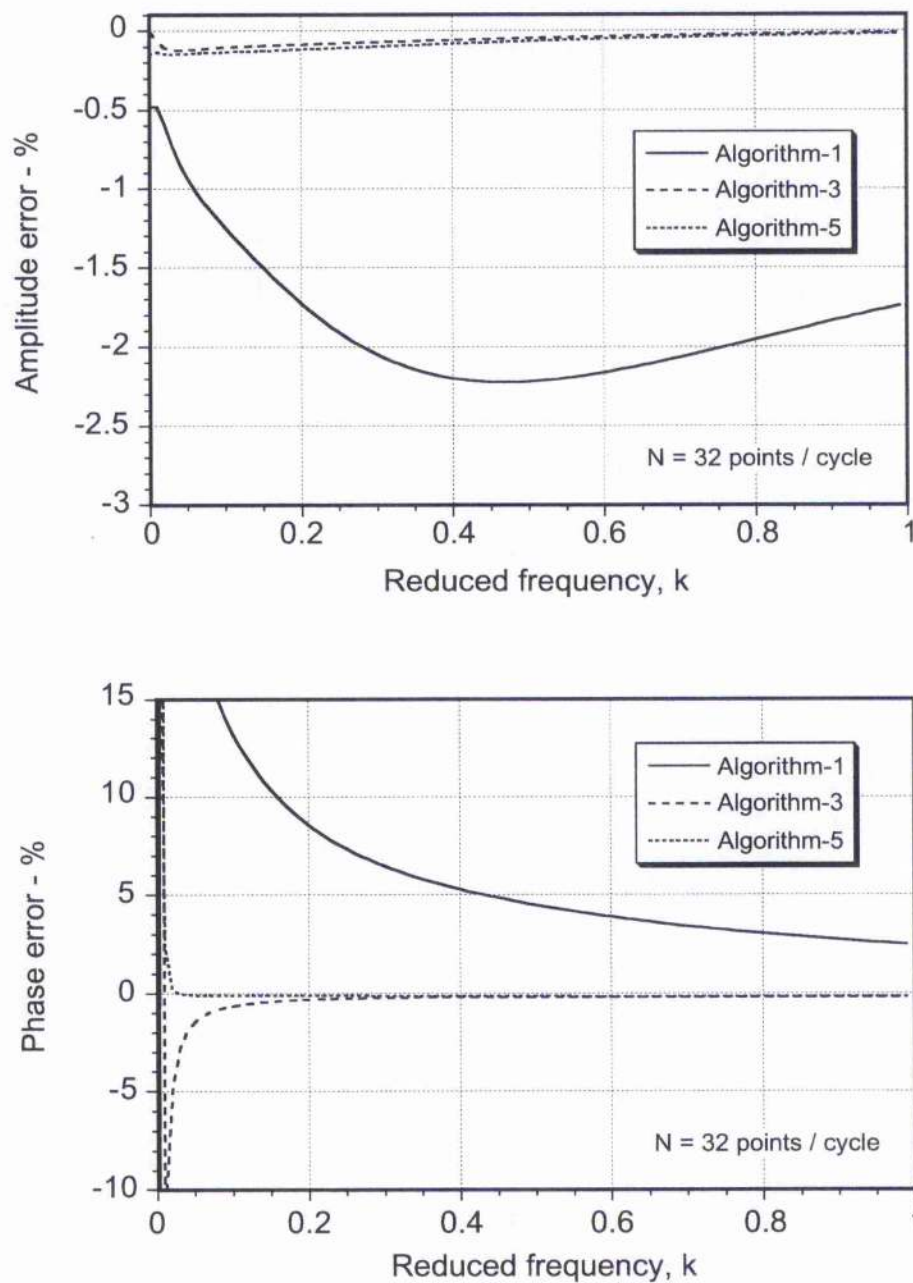 0
-0.5
-1
-1.5
-2
-2.5
-3
Amplitude error - %
Algorithm-1
Algorithm-3
Algorithm-5
N = 32 points / cycle
0 0.2 0.4 0.6 0.8 1
Reduced frequency, k
15
10
5
0
-5
-10
Phase error - %
Algorithm-1
Algorithm-3
Algorithm-5
N = 32 points / cycle
0 0.2 0.4 0.6 0.8
Reduced frequency, k